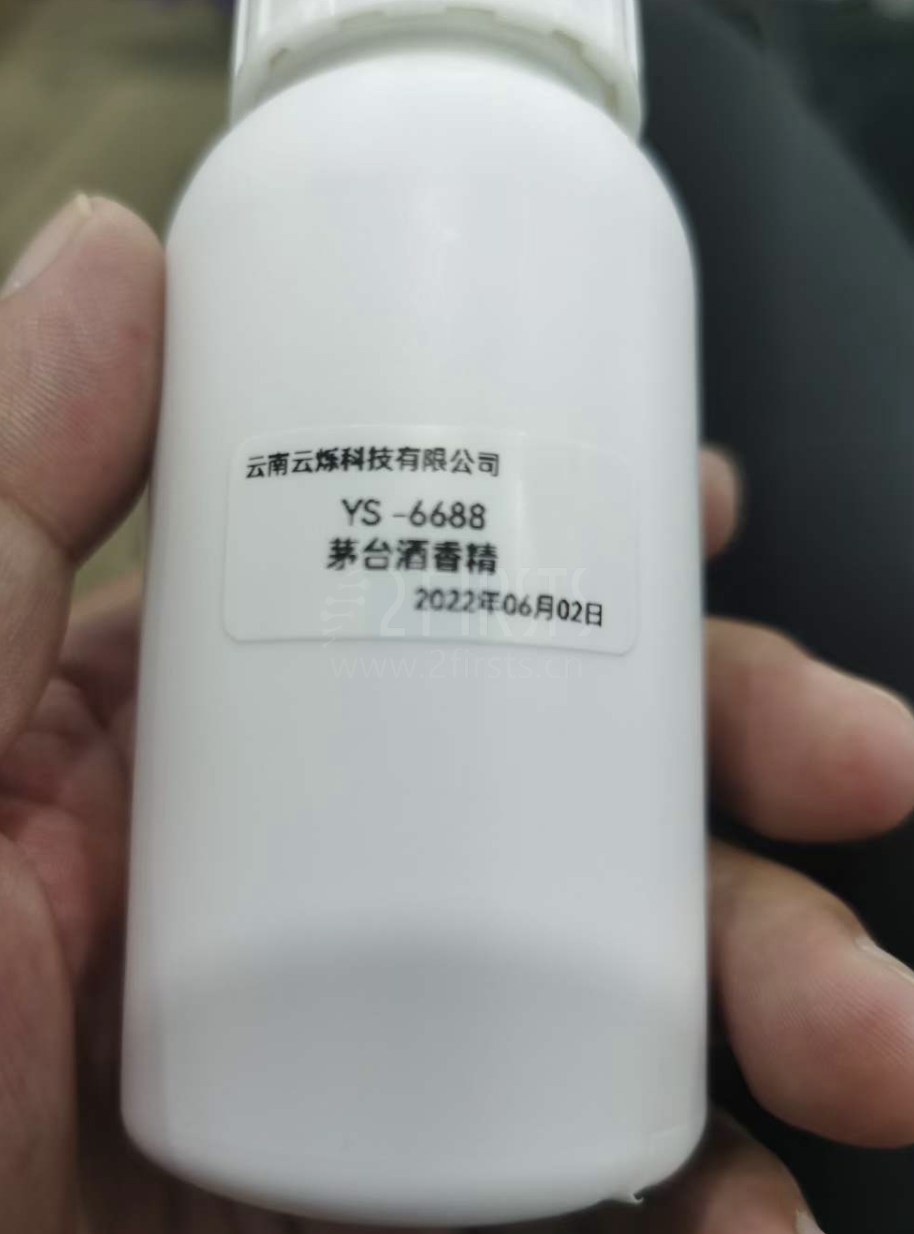 云南云烁科技有限公司
YS -6688
茅台酒香精
2022年06月02日
2FIRSTS
www.2firsts.cn